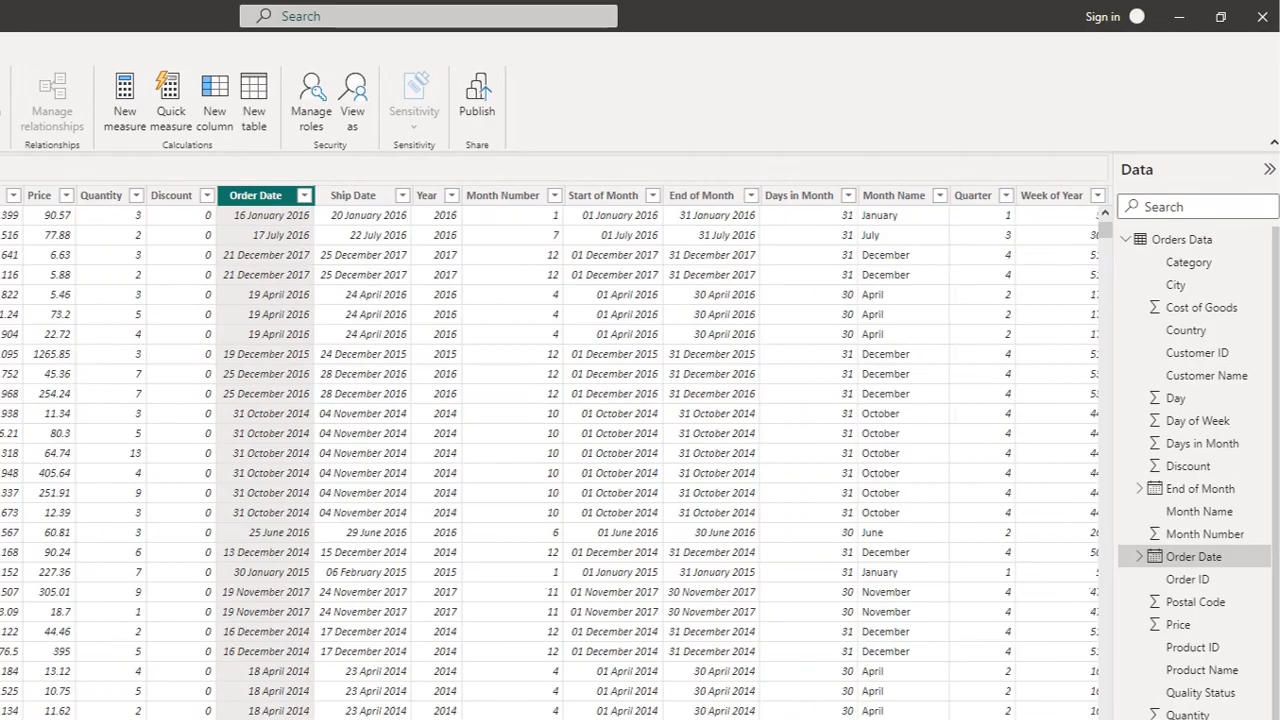 Search
Sign in
Manage relationships
New measure
Quick measure
New column
New table
Manage roles
View as
Sensitivity
Publish
Relationships
Calculations
Security
Sensitivity
Share
Data
Price Quantity Discount Order Date Ship Date Year Month Number Start of Month End of Month Days in Month Month Name Quarter Week of Year
399 90.57 3 0 16 January 2016 20 January 2016 2016 1 01 January 2016 31 January 2016 31 January 1
516 77.88 2 0 17 July 2016 22 July 2016 2016 7 01 July 2016 31 July 2016 31 July 3
641 6.63 3 0 21 December 2017 25 December 2017 2017 12 01 December 2017 31 December 2017 31 December 4
116 5.88 2 0 21 December 2017 25 December 2017 2017 12 01 December 2017 31 December 2017 31 December 4
822 5.46 3 0 19 April 2016 24 April 2016 2016 4 01 April 2016 30 April 2016 30 April 2
1.24 73.2 5 0 19 April 2016 24 April 2016 2016 4 01 April 2016 30 April 2016 30 April 2
904 22.72 4 0 19 April 2016 24 April 2016 2016 4 01 April 2016 30 April 2016 30 April 2
095 1265.85 3 0 19 December 2015 24 December 2015 2015 12 01 December 2015 31 December 2015 31 December 4
752 45.36 7 0 25 December 2016 28 December 2016 2016 12 01 December 2016 31 December 2016 31 December 4
968 254.24 7 0 25 December 2016 28 December 2016 2016 12 01 December 2016 31 December 2016 31 December 4
938 11.34 3 0 31 October 2014 04 November 2014 2014 10 01 October 2014 31 October 2014 31 October 4
5.21 80.3 5 0 31 October 2014 04 November 2014 2014 10 01 October 2014 31 October 2014 31 October 4
318 64.74 13 0 31 October 2014 04 November 2014 2014 10 01 October 2014 31 October 2014 31 October 4
948 405.64 4 0 31 October 2014 04 November 2014 2014 10 01 October 2014 31 October 2014 31 October 4
337 251.91 9 0 31 October 2014 04 November 2014 2014 10 01 October 2014 31 October 2014 31 October 4
673 12.39 3 0 31 October 2014 04 November 2014 2014 10 01 October 2014 31 October 2014 31 October 4
567 60.81 3 0 25 June 2016 29 June 2016 2016 6 01 June 2016 30 June 2016 30 June 2
168 90.24 6 0 13 December 2014 15 December 2014 2014 12 01 December 2014 31 December 2014 31 December 4
152 227.36 7 0 30 January 2015 06 February 2015 2015 1 01 January 2015 31 January 2015 31 January 1
507 305.01 9 0 19 November 2017 24 November 2017 2017 11 01 November 2017 30 November 2017 30 November 4
3.09 18.7 1 0 19 November 2017 24 November 2017 2017 11 01 November 2017 30 November 2017 30 November 4
122 44.46 2 0 16 December 2014 17 December 2014 2014 12 01 December 2014 31 December 2014 31 December 4
76.5 395 5 0 16 December 2014 17 December 2014 2014 12 01 December 2014 31 December 2014 31 December 4
184 13.12 4 0 18 April 2014 23 April 2014 2014 4 01 April 2014 30 April 2014 30 April 2
525 10.75 5 0 18 April 2014 23 April 2014 2014 4 01 April 2014 30 April 2014 30 April 2
134 11.62 2 0 18 April 2014 23 April 2014 2014 4 01 April 2014 30 April 2014 30 April 2
Search
Orders Data
Category
City
Cost of Goods
Country
Customer ID
Customer Name
Day
Day of Week
Days in Month
Discount
End of Month
Month Name
Month Number
Order Date
Order ID
Postal Code
Price
Product ID
Product Name
Quality Status
Quantity